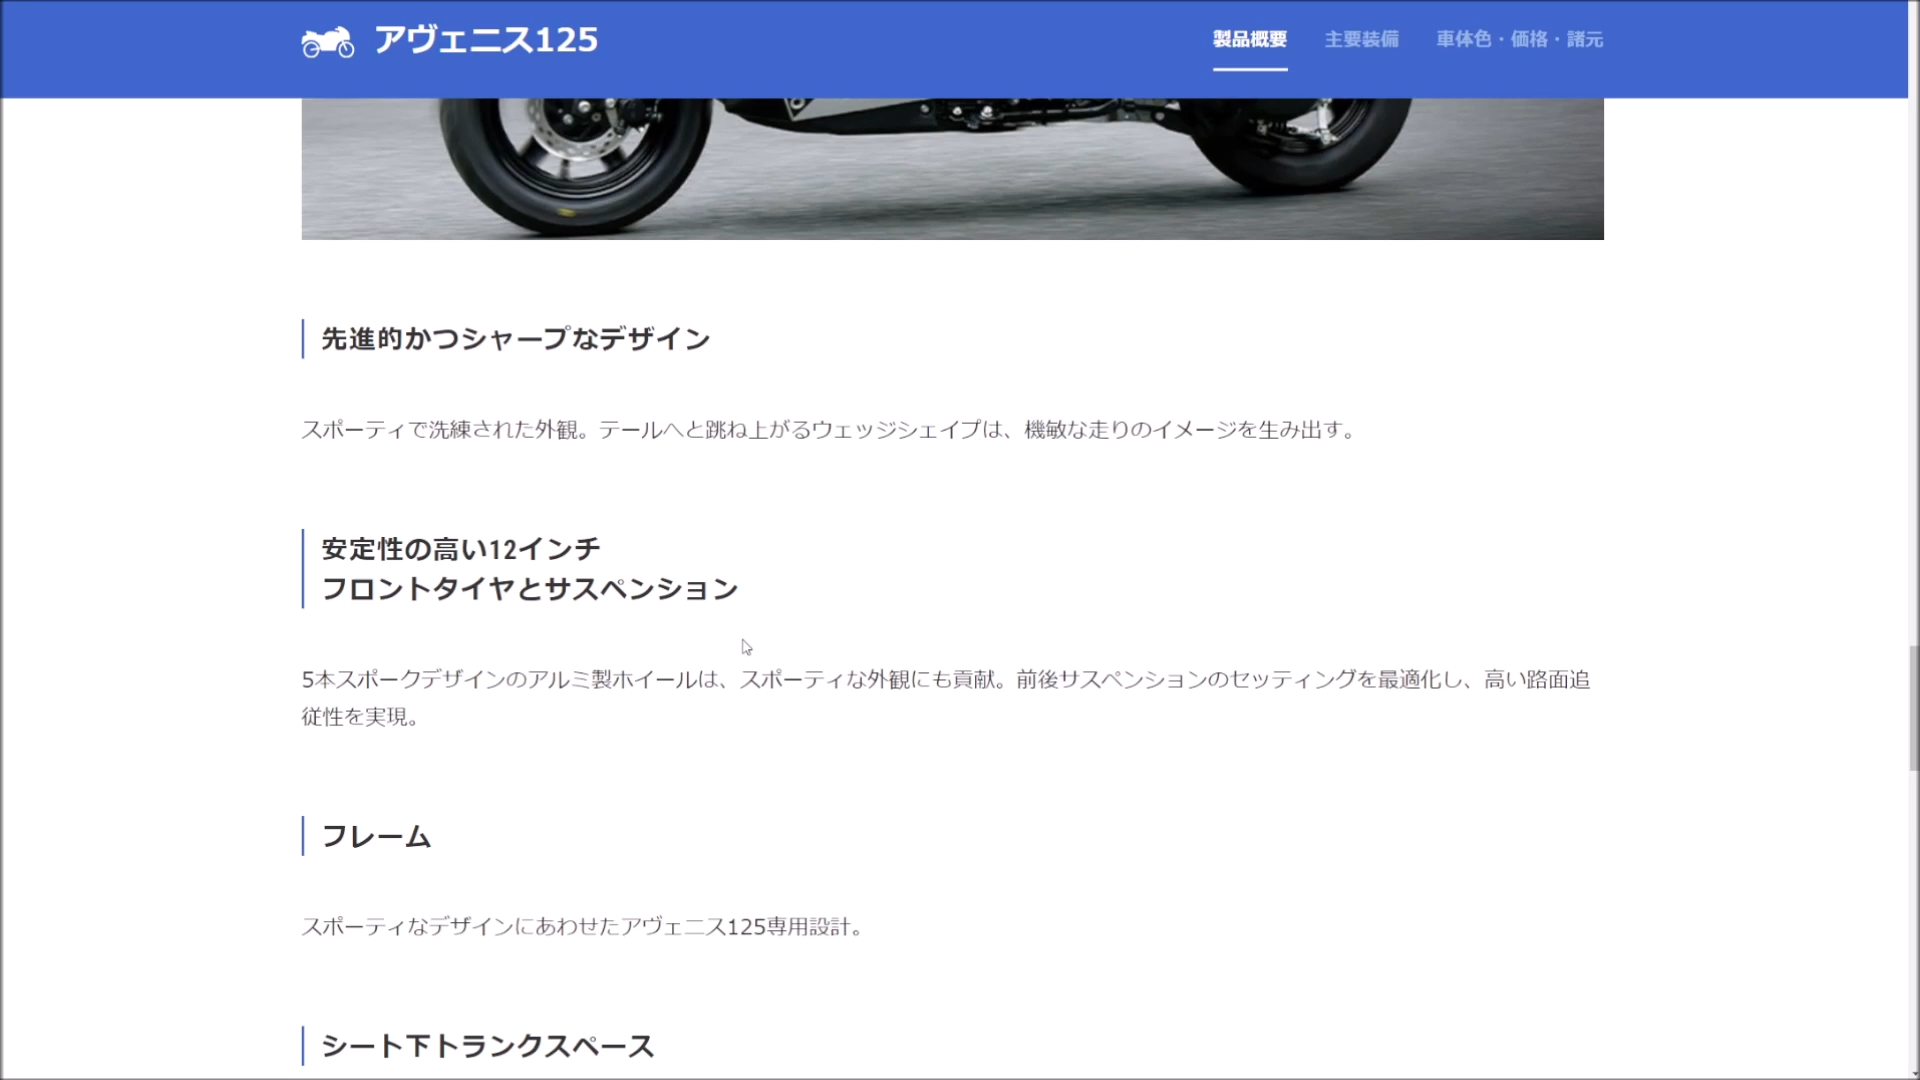 アヴェニス125
製品概要
主要装備
車体色・価格・諸元
先進的かつシャープなデザイン
スポーティで洗練された外観。テールへと跳ね上がるウェッジシェイプは、機敏な走りのイメージを生み出す。
安定性の高い12インチ
フロントタイヤとサスペンション
5本スポークデザインのアルミ製ホイールは、スポーティな外観にも貢献。前後サスペンションのセッティングを最適化し、高い路面追
従性を実現。
フレーム
スポーティなデザインにあわせたアヴェニス125専用設計。
シート下トランクスペース